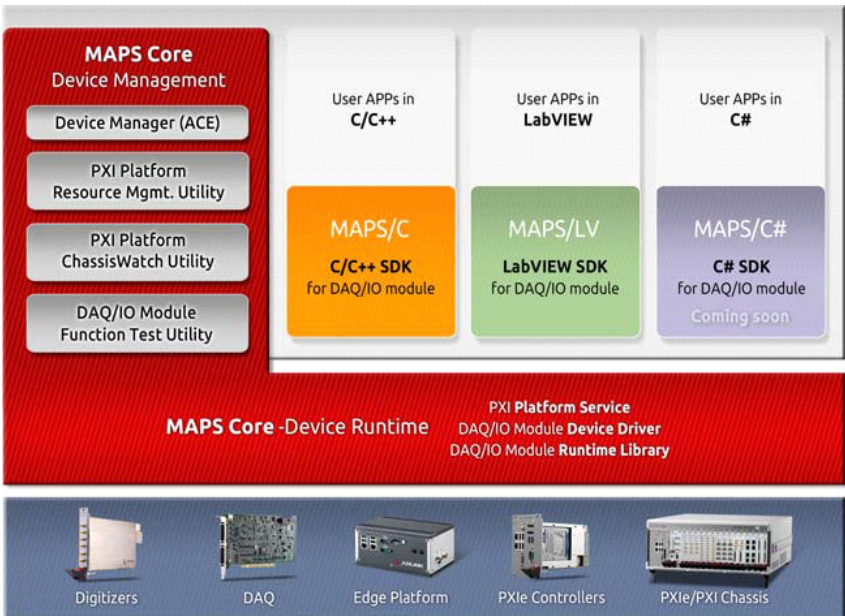 MAPS Core
Device Management
Device Manager (ACE)
PXI Platform
Resource Mgmt. Utility
PXI Platform
ChassisWatch Utility
DAQ/IO Module
Function Test Utility
User APPs in
C/C++
MAPS/C
C/C++ SDK
for DAQ/IO module
User APPs in
LabVIEW
MAPS/LV
LabVIEW SDK
for DAQ/IO module
User APPs in
C#
MAPS/C#
C# SDK
for DAQ/IO module
Coming soon
MAPS Core -Device Runtime
PXI Platform Service
DAQ/IO Module Device Driver
DAQ/IO Module Runtime Library
ADLINK
Digitizers
DAQ
Edge Platform
PXIe Controllers
PXIe/PXI Chassis